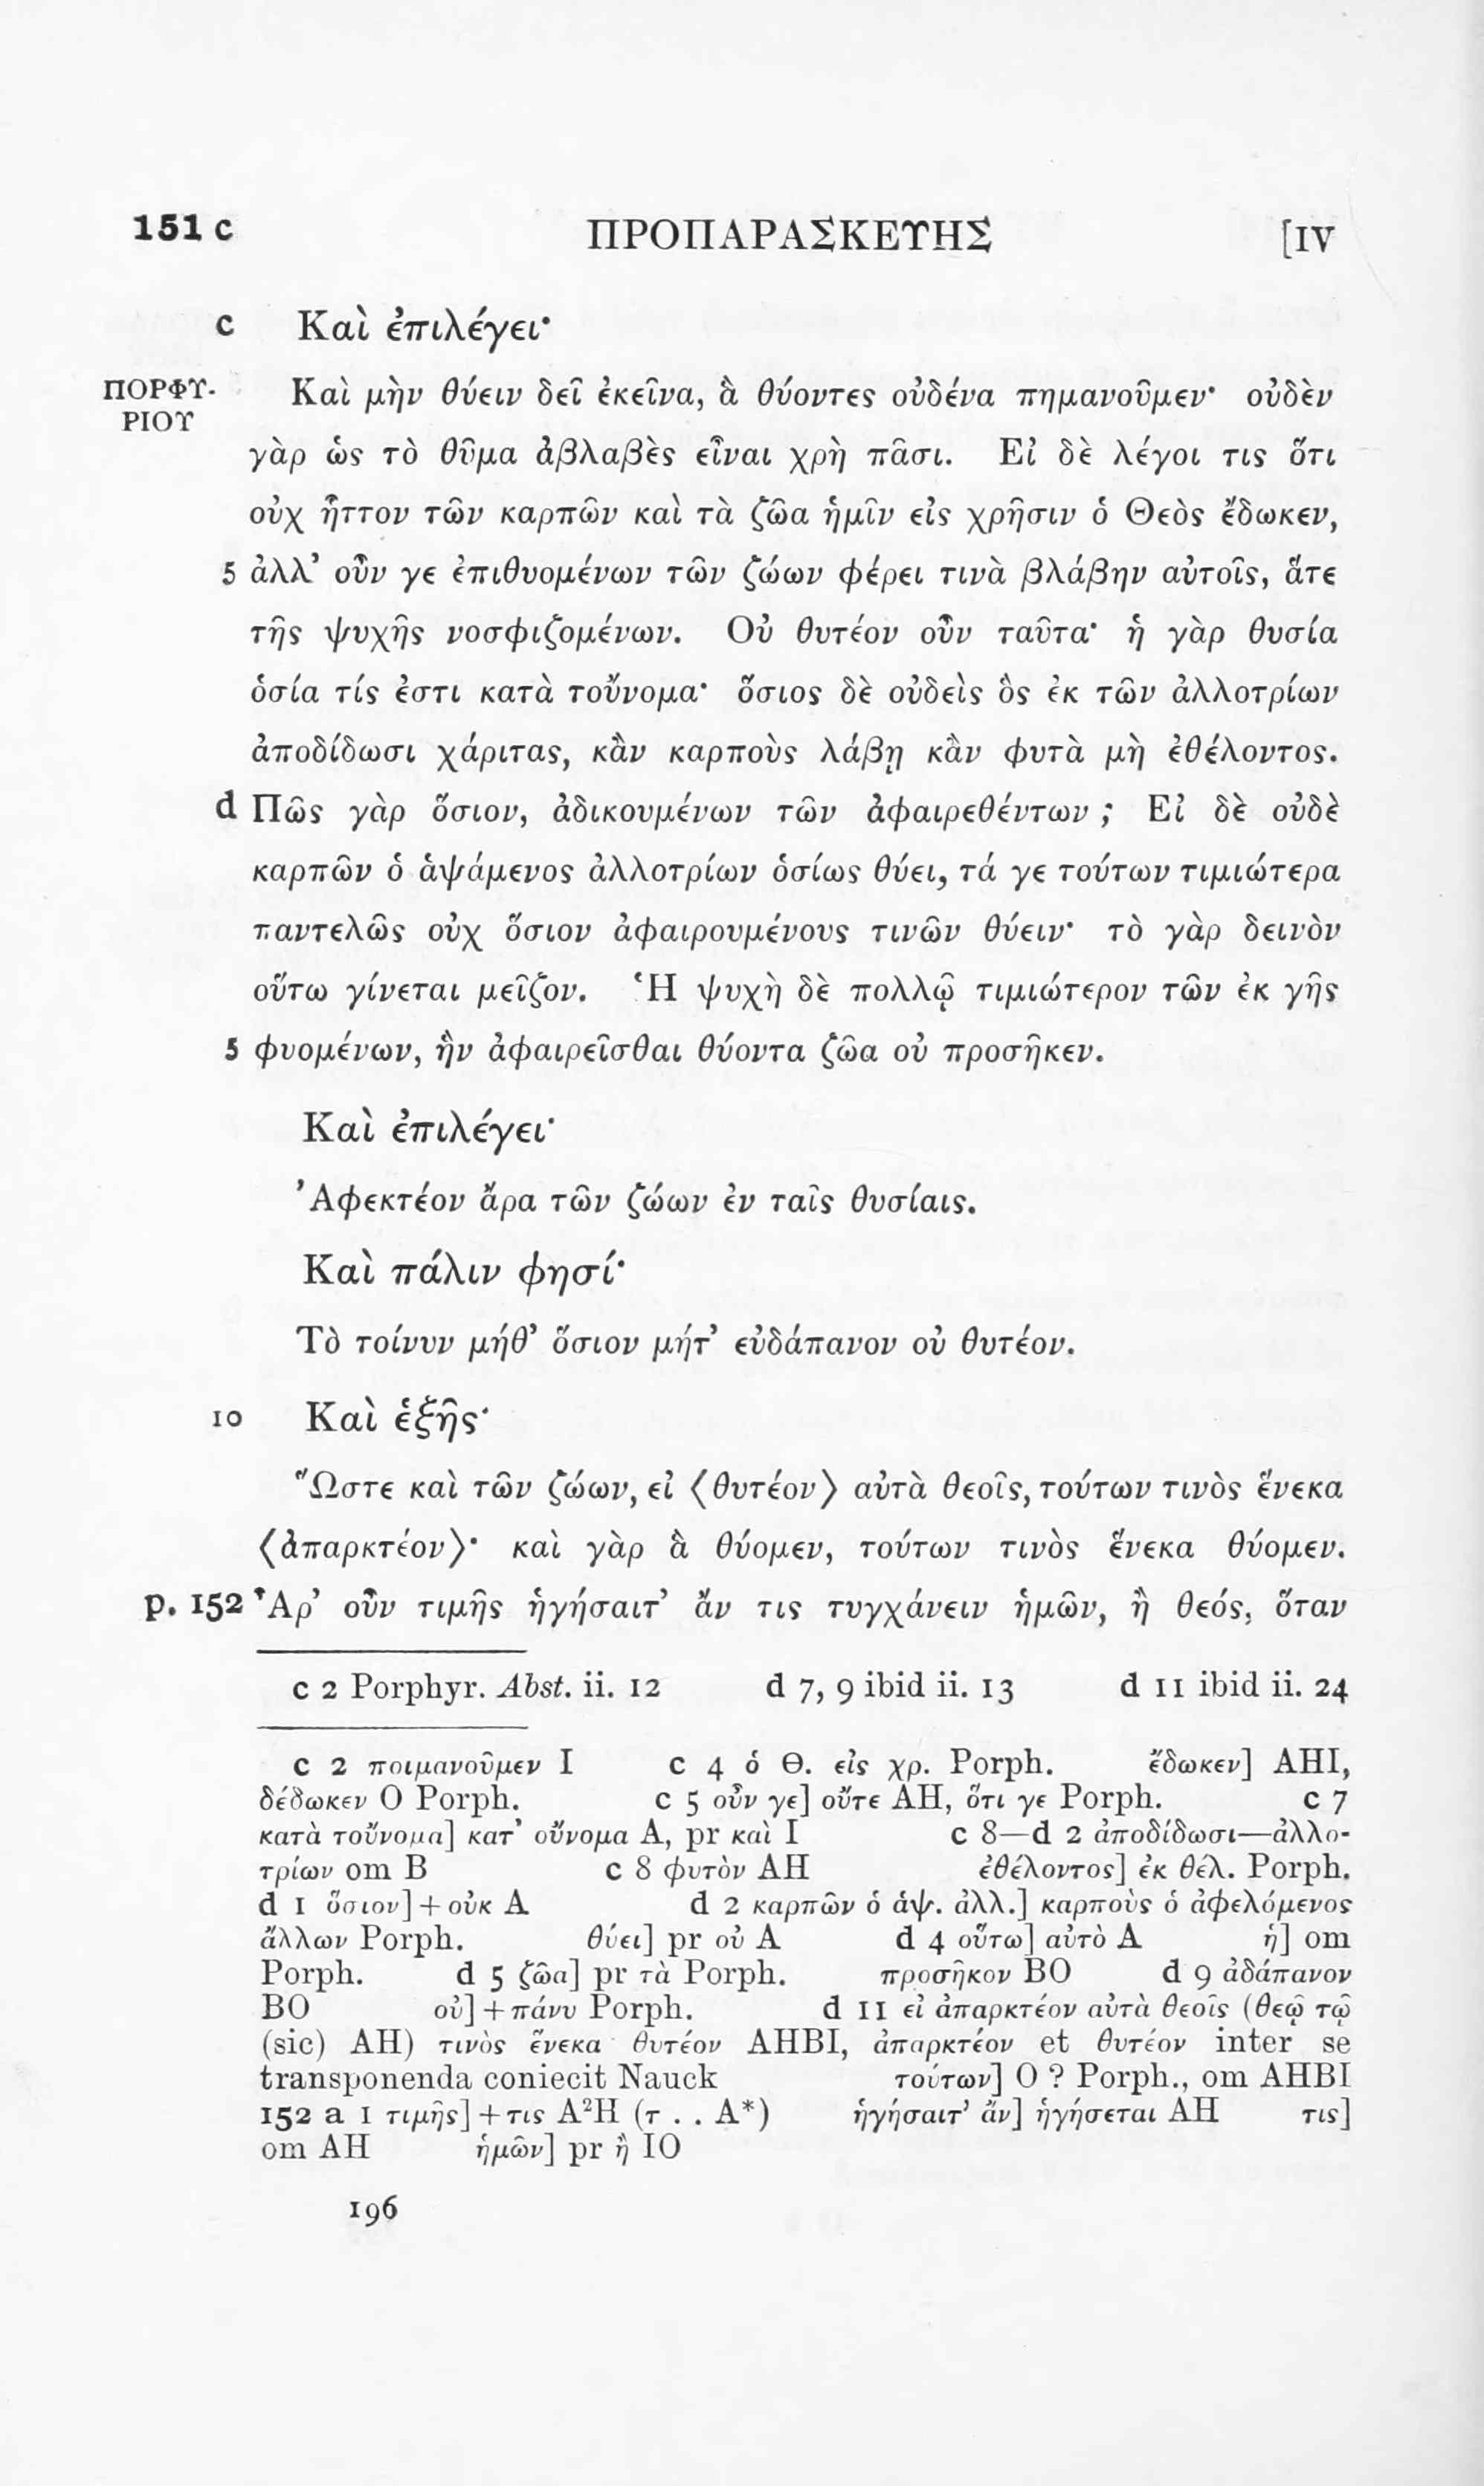 151 c ΠΡΟΠΑΡΑΣΚΕΥΗΣ [IV
c Καὶ ἐπιλέγει·
ΠΟΡΦΥ- Καὶ μὴν θύειν δεῖ ἐκεῖνα, ἃ θύοντες οὐδένα πημανοῦμεν· οὐδὲν
ΡΙΟΥ
γὰρ ὡς τὸ θῦμα ἀβλαβὲς εἶναι χρὴ πᾶσι. Εἰ δὲ λέγοι τις ὅτι
οὐχ ἧττον τῶν καρπῶν καὶ τὰ ζῶα ἡμῖν εἰς χρῆσιν ὁ Θεὸς ἔδωκεν,
5 ἀλλ’ οὖν γε ἐπιθυομένων τῶν ζώων φέρει τινὰ βλάβην αὐτοῖς, ἅτε
τῆς ψυχῆς νοσφιζομένων. Οὐ θυτέον οὖν ταῦτα· ἡ γὰρ θυσία
ὁσία τίς ἐστι κατὰ τοὔνομα· ὅσιος δὲ οὐδεὶς ὃς ἐκ τῶν ἀλλοτρίων
ἀποδίδωσι χάριτας, κἂν καρποὺς λάβῃ κἂν φυτὰ μὴ ἐθέλοντος.
d Πῶς γὰρ ὅσιον, ἀδικουμένων τῶν ἀφαιρεθέντων ; Εἰ δὲ οὐδὲ
καρπῶν ὁ ἁψάμενος ἀλλοτρίων ὁσίως θύει, τά γε τούτων τιμιώτερα
παντελῶς οὐχ ὅσιον ἀφαιρουμένους τινῶν θύειν· τὸ γὰρ δεινὸν
οὕτω γίνεται μεῖζον. Ἡ ψυχὴ δὲ πολλῷ τιμιώτερον τῶν ἐκ γῆς
5 φυομένων, ἣν ἀφαιρεῖσθαι θύοντα ζῶα οὐ προσῆκεν.
Καὶ ἐπιλέγει·
Ἀφεκτέον ἄρα τῶν ζώων ἐν ταῖς θυσίαις.
Καὶ πάλιν φησί·
Τὸ τοίνυν μήθ’ ὅσιον μήτ’ εὐδάπανον οὐ θυτέον.
10 Καὶ ἑξῆς·
Ὥστε καὶ τῶν ζώων, εἰ ⟨θυτέον⟩ αὐτὰ θεοῖς, τούτων τινὸς ἕνεκα
⟨ἀπαρκτέον⟩· καὶ γὰρ ἃ θύομεν, τούτων τινὸς ἕνεκα θύομεν.
p. 152 Ἆρ’ οὖν τιμῆς ἡγήσαιτ’ ἄν τις τυγχάνειν ἡμῶν, ἢ θεός, ὅταν
c 2 Porphyr. Abst. ii. 12 d 7, 9 ibid ii. 13 d 11 ibid ii. 24
c 2 ποιμανοῦμεν I c 4 ὁ Θ. εἰς χρ. Porph. ἔδωκεν] AHI,
δέδωκεν O Porph. c 5 οὖν γε] οὔτε AH, ὅτι γε Porph. c 7
κατὰ τοὔνομα] κατ’ οὔνομα A, pr καὶ I c 8—d 2 ἀποδίδωσι—ἀλλο-
τρίων om B c 8 φυτὸν AH ἐθέλοντος] ἐκ θέλ. Porph.
d 1 ὅσιον]+οὐκ A d 2 καρπῶν ὁ ἁψ. ἀλλ.] καρποὺς ὁ ἀφελόμενος
ἄλλων Porph. θύει] pr οὐ A d 4 οὕτω] αὐτὸ A ἡ] om
Porph. d 5 ζῶα] pr τὰ Porph. προσῆκον BO d 9 ἀδάπανον
BO οὐ]+πάνυ Porph. d 11 εἰ ἀπαρκτέον αὐτὰ θεοῖς (θεῷ τῷ
(sic) AH) τινὸς ἕνεκα θυτέον AHBI, ἀπαρκτέον et θυτέον inter se
transponenda coniecit Nauck τούτων] O ? Porph., om AHBI
152 a 1 τιμῆς]+τις A²H (τ . . A*) ἡγήσαιτ’ ἄν] ἡγήσεται AH τις]
om AH ἡμῶν] pr ἢ IO
196